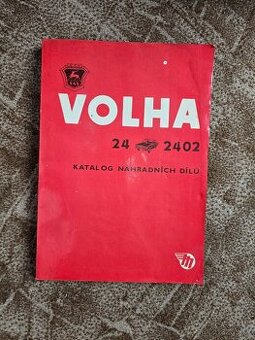 VOLHA
24 2402
KATALOG NÁHRADNÍCH DÍLŮ